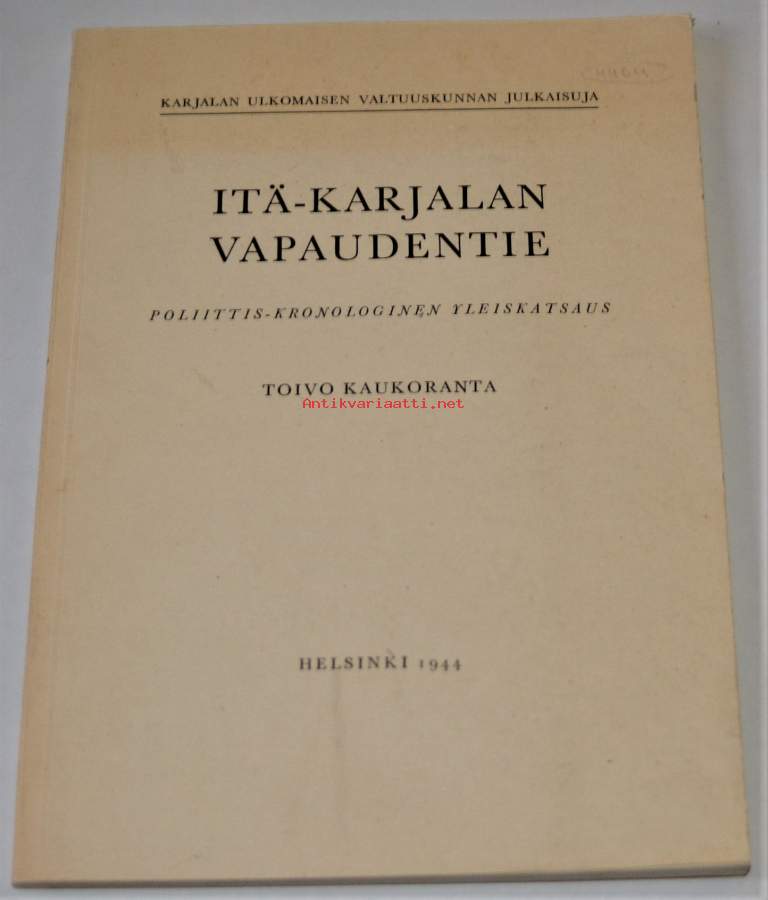 KARJALAN ULKOMAISEN VALTUUSKUNNAN JULKAISUJA
ITÄ-KARJALAN
VAPAUDENTIE
POLIITTIS-KRONOLOGINEN YLEISKATSAUS
TOIVO KAUKORANTA
Antikvariaatti.net
HELSINKI 1944